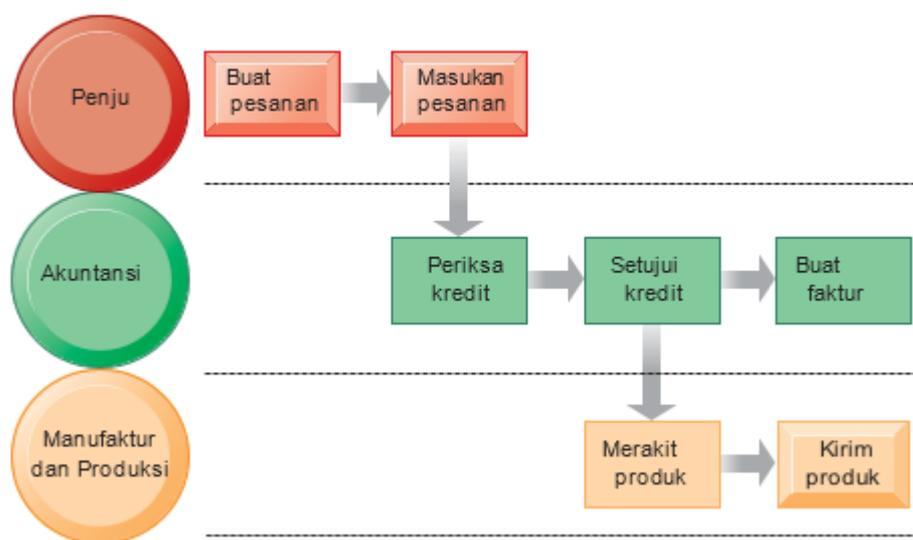 Penju
Buat
pesanan
Masukan
pesanan
Akuntansi
Periksa
kredit
Setujui
kredit
Buat
faktur
Manufaktur
dan Produksi
Merakit
produk
Kirim
produk